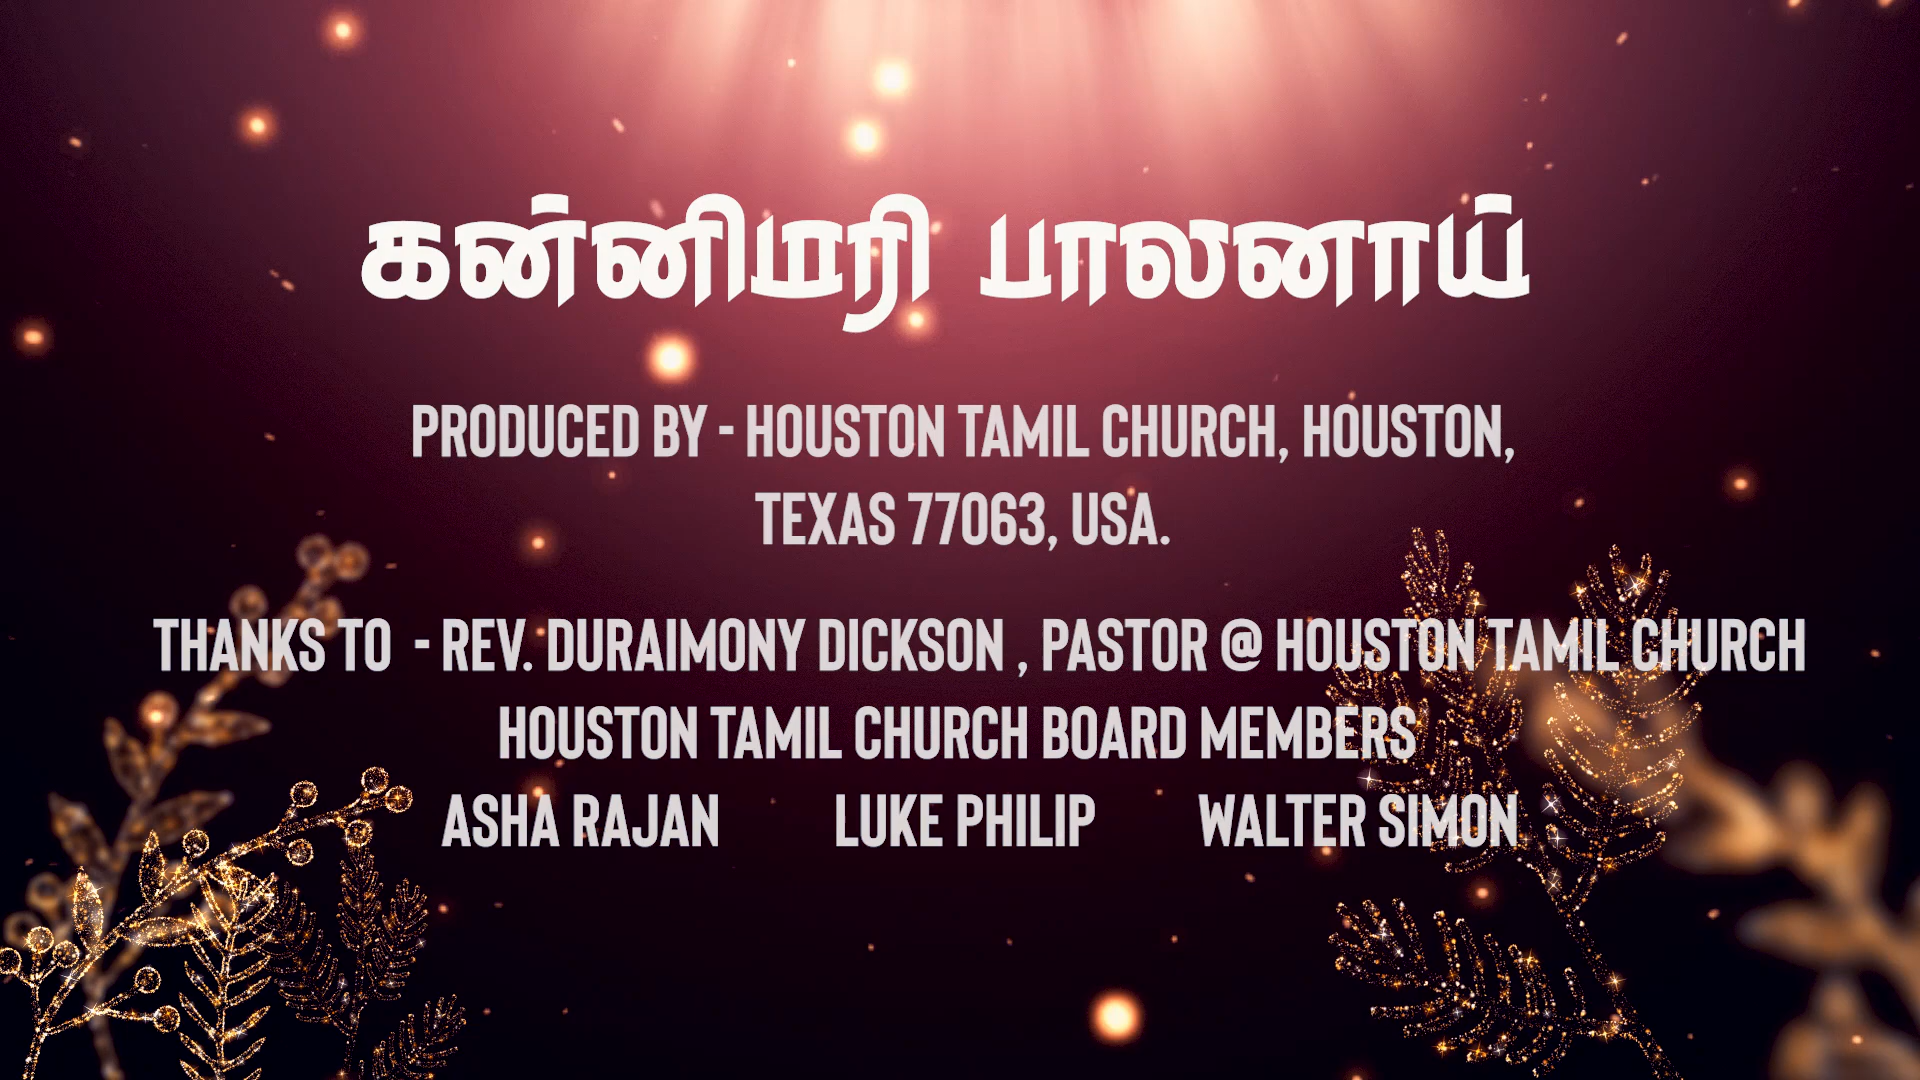 கன்னிமரி பாலனாய்
PRODUCED BY - HOUSTON TAMIL CHURCH, HOUSTON,
TEXAS 77063, USA.
THANKS TO - REV. DURAIMONY DICKSON , PASTOR @ HOUSTON TAMIL CHURCH
HOUSTON TAMIL CHURCH BOARD MEMBERS
ASHA RAJAN LUKE PHILIP WALTER SIMON